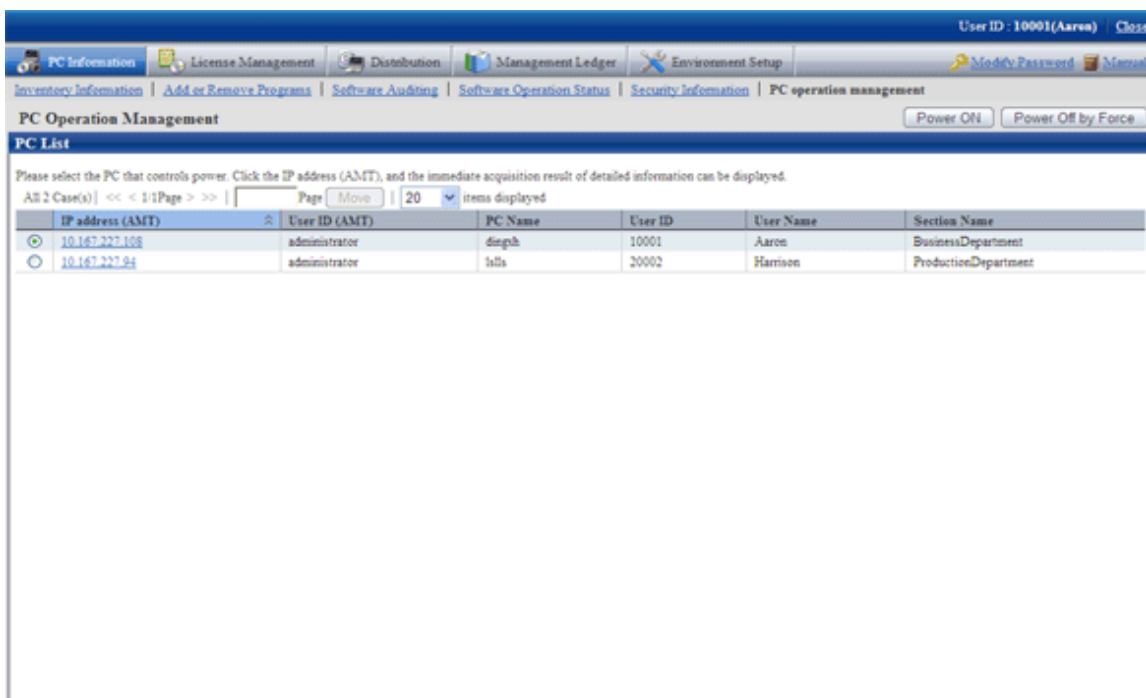 User ID : 10001(Aaron) Close
PC Information License Management Distribution Management Ledger Environment Setup Modify Password Manual
Inventory Information | Add or Remove Programs | Software Auditing | Software Operation Status | Security Information | PC operation management
PC Operation Management Power ON Power Off by Force
PC List
Please select the PC that controls power. Click the IP address (AMT), and the immediate acquisition result of detailed information can be displayed.
All 2 Case(s) | << < 1/1Page > >> | Page Move | 20 items displayed
IP address (AMT) User ID (AMT) PC Name User ID User Name Section Name
10.167.227.108 administrator 10001 Aaron BusinessDepartment
10.167.227.94 administrator 20002 Harrison ProductionDepartment